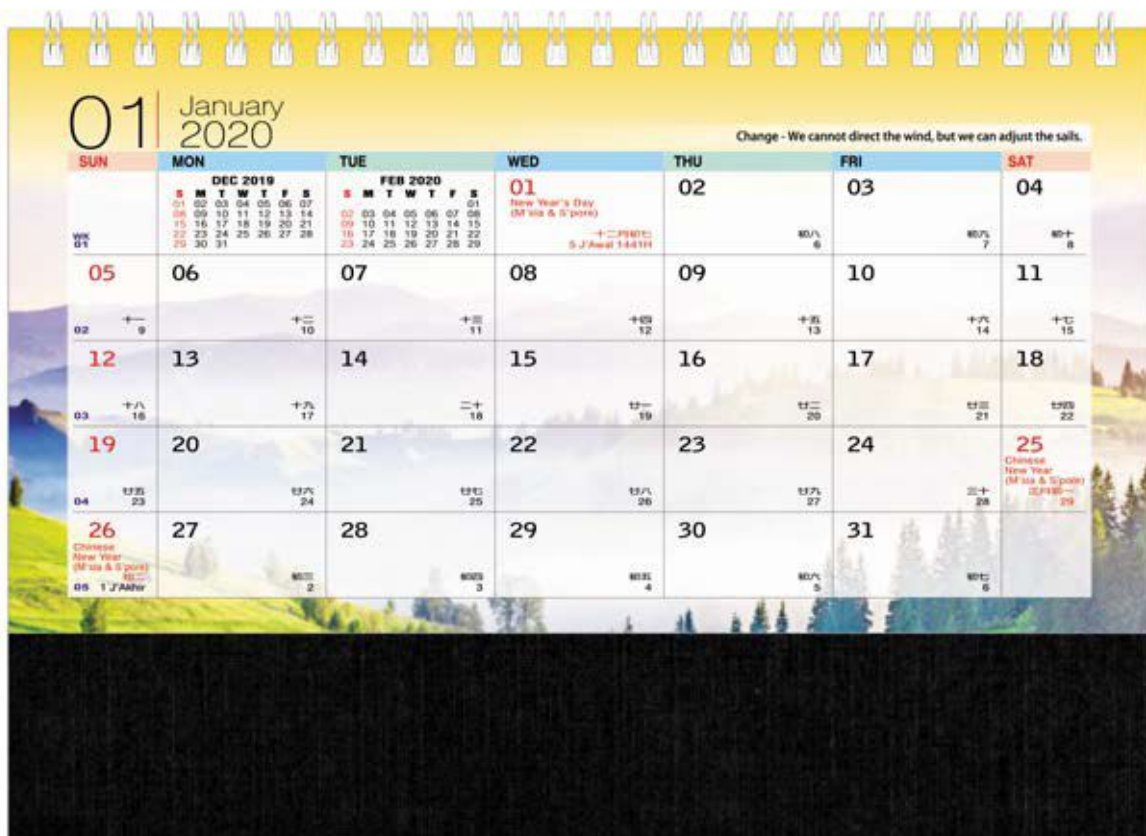 01 January
2020
Change - We cannot direct the wind, but we can adjust the sails.
SUN MON TUE WED THU FRI SAT
DEC 2019
S M T W T F S
01 02 03 04 05 06 07
08 09 10 11 12 13 14
15 16 17 18 19 20 21
22 23 24 25 26 27 28
29 30 31
FEB 2020
S M T W T F S
01
02 03 04 05 06 07 08
09 10 11 12 13 14 15
16 17 18 19 20 21 22
23 24 25 26 27 28 29
01 02 03 04
New Year's Day
(M'sia & S'pore)
十二月初七 初八 初九 初十
WK
01 5 J'Awal 1441H 6 7 8
05 06 07 08 09 10 11
十一 十二 十三 十四 十五 十六 十七
02 9 10 11 12 13 14 15
12 13 14 15 16 17 18
十八 十九 二十 廿一 廿二 廿三 廿四
03 16 17 18 19 20 21 22
19 20 21 22 23 24 25
Chinese
New Year
(M'sia & S'pore)
廿五 廿六 廿七 廿八 廿九 三十 正月初一
04 23 24 25 26 27 28 29
26 27 28 29 30 31
Chinese
New Year
(M'sia & S'pore)
初二 初三 初四 初五 初六 初七
05 1 J'Akhir 2 3 4 5 6